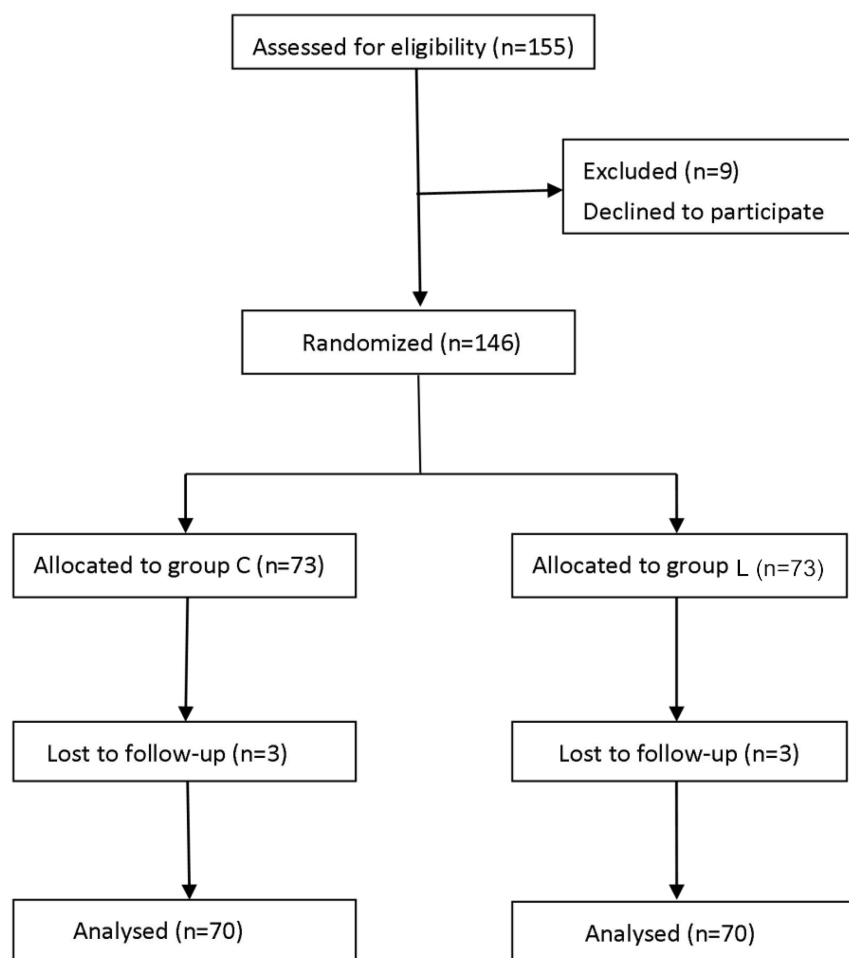 Assessed for eligibility (n=155)
Excluded (n=9)
Declined to participate
Randomized (n=146)
Allocated to group C (n=73)
Allocated to group L (n=73)
Lost to follow-up (n=3)
Lost to follow-up (n=3)
Analysed (n=70)
Analysed (n=70)